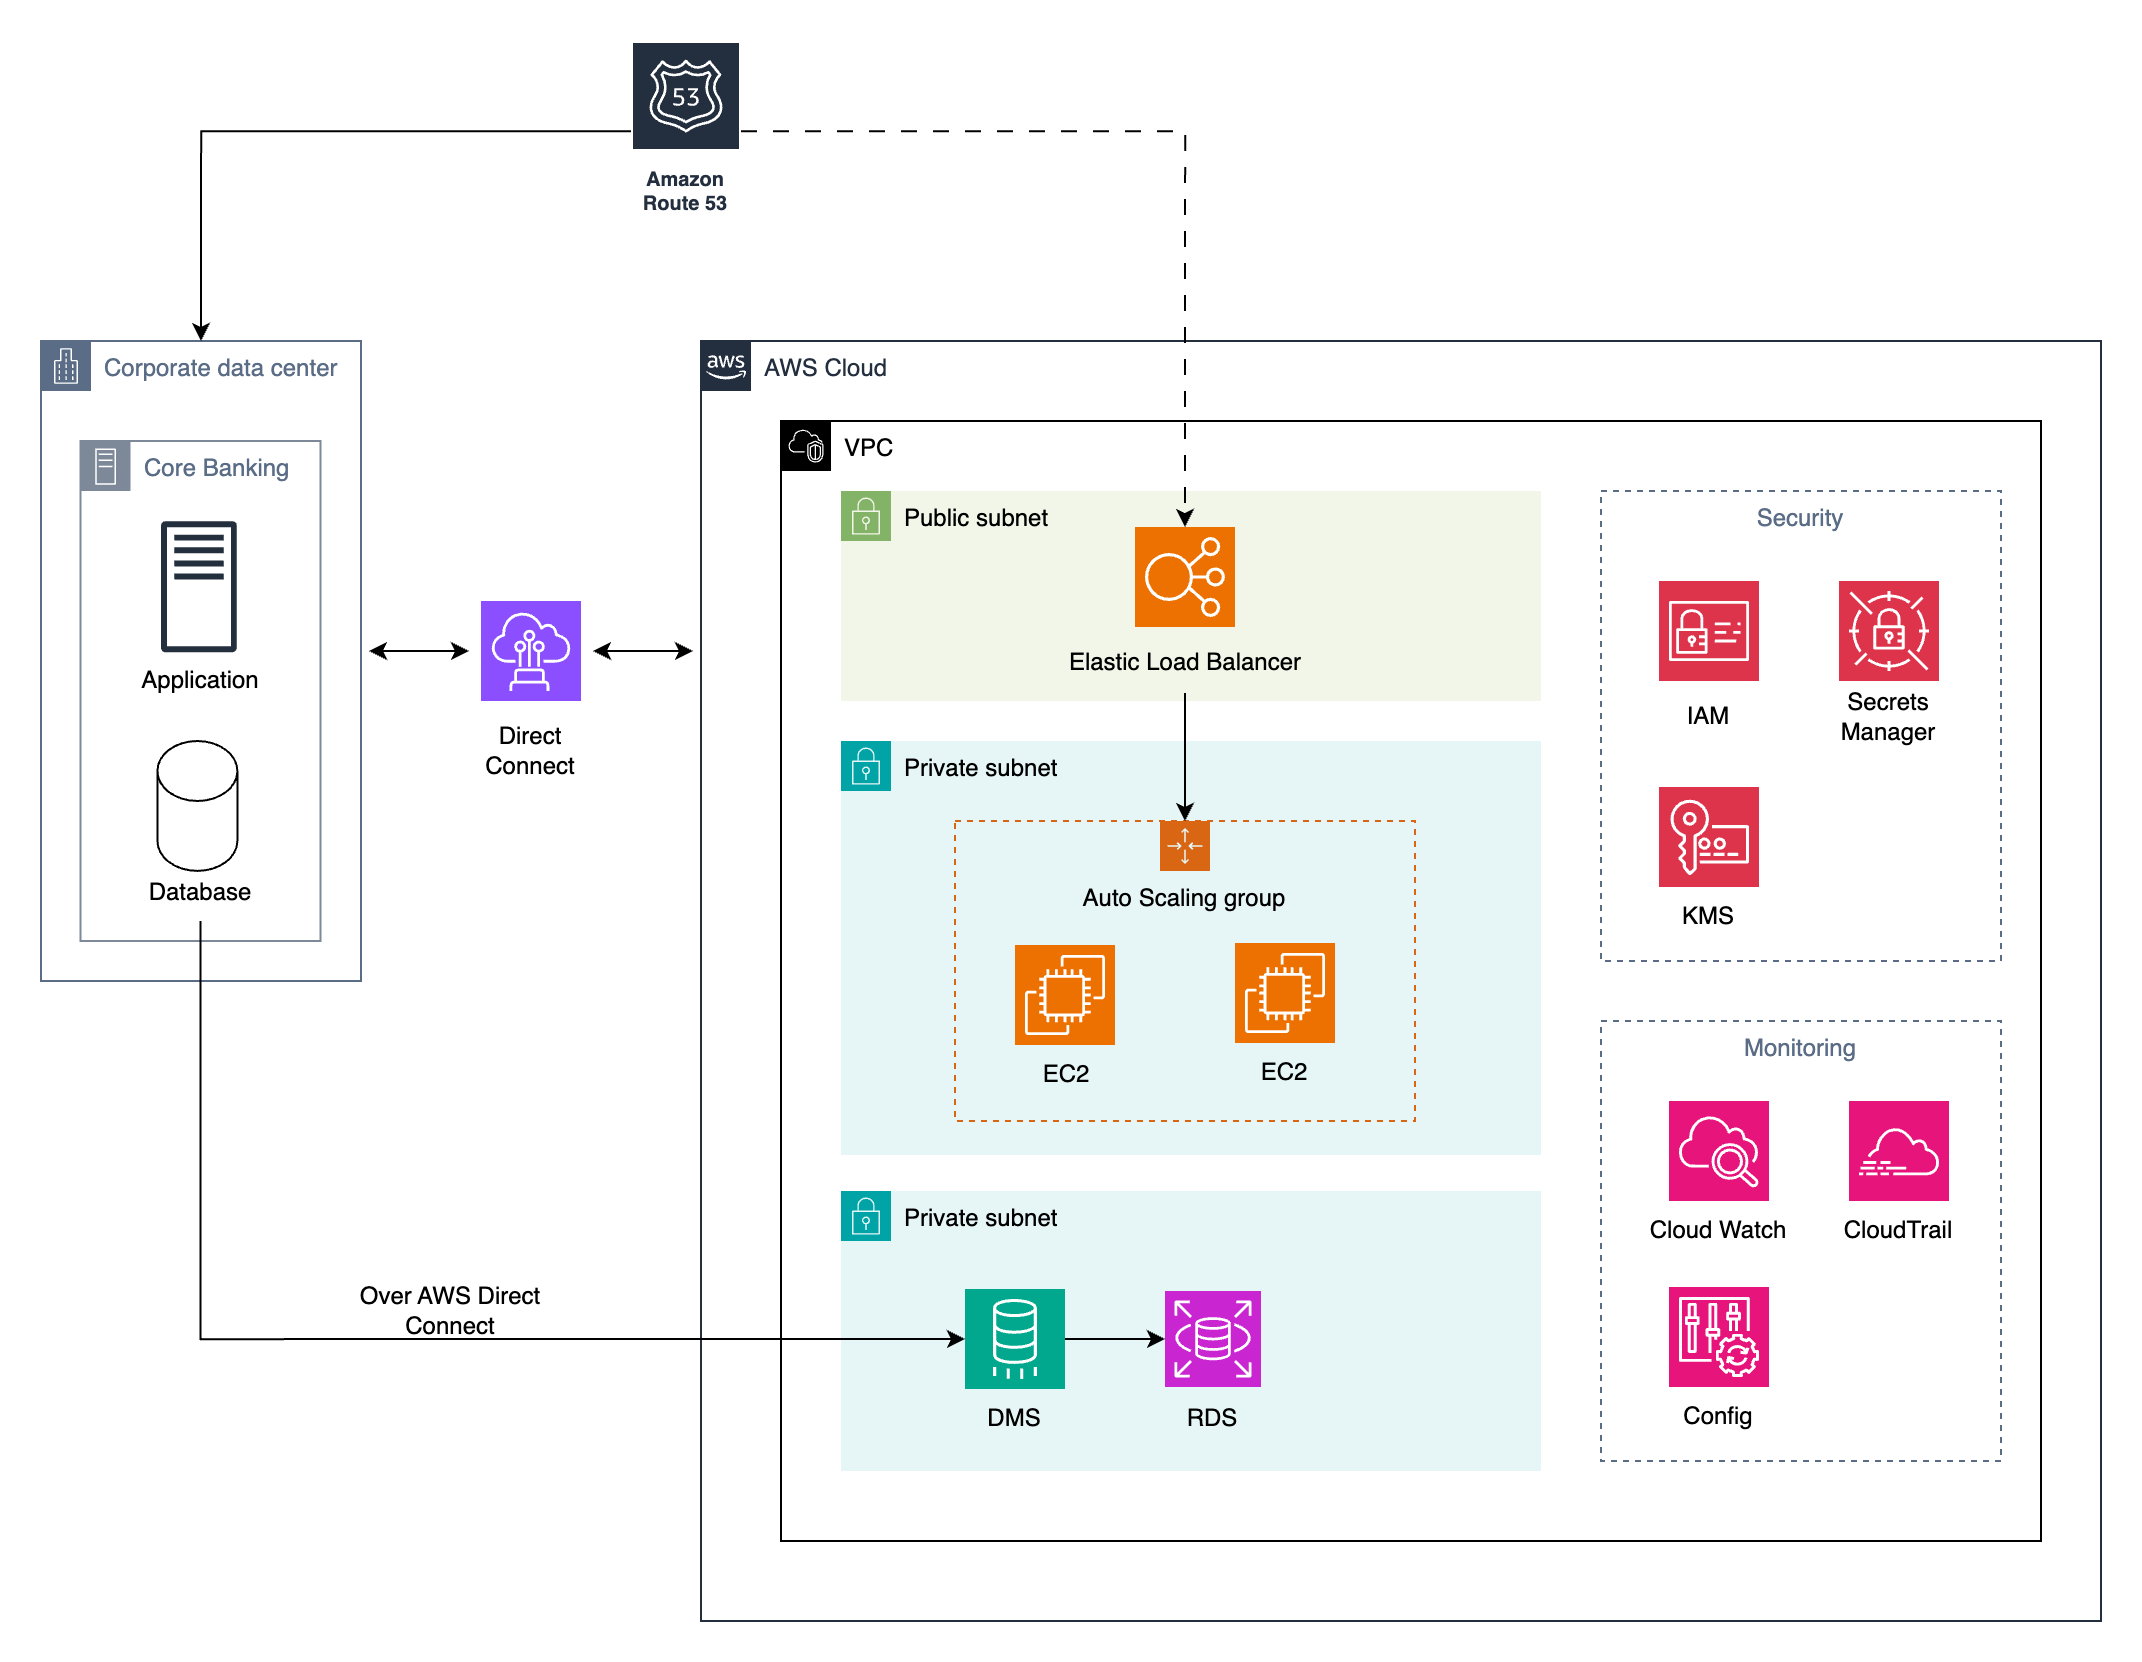 53
Amazon
Route 53
Corporate data center
aws
AWS Cloud
Core Banking
VPC
Public subnet
Security
Application
Elastic Load Balancer
IAM
Secrets
Manager
Direct
Connect
Private subnet
Database
Auto Scaling group
KMS
EC2
EC2
Monitoring
Private subnet
Cloud Watch
CloudTrail
Over AWS Direct
Connect
DMS
RDS
Config